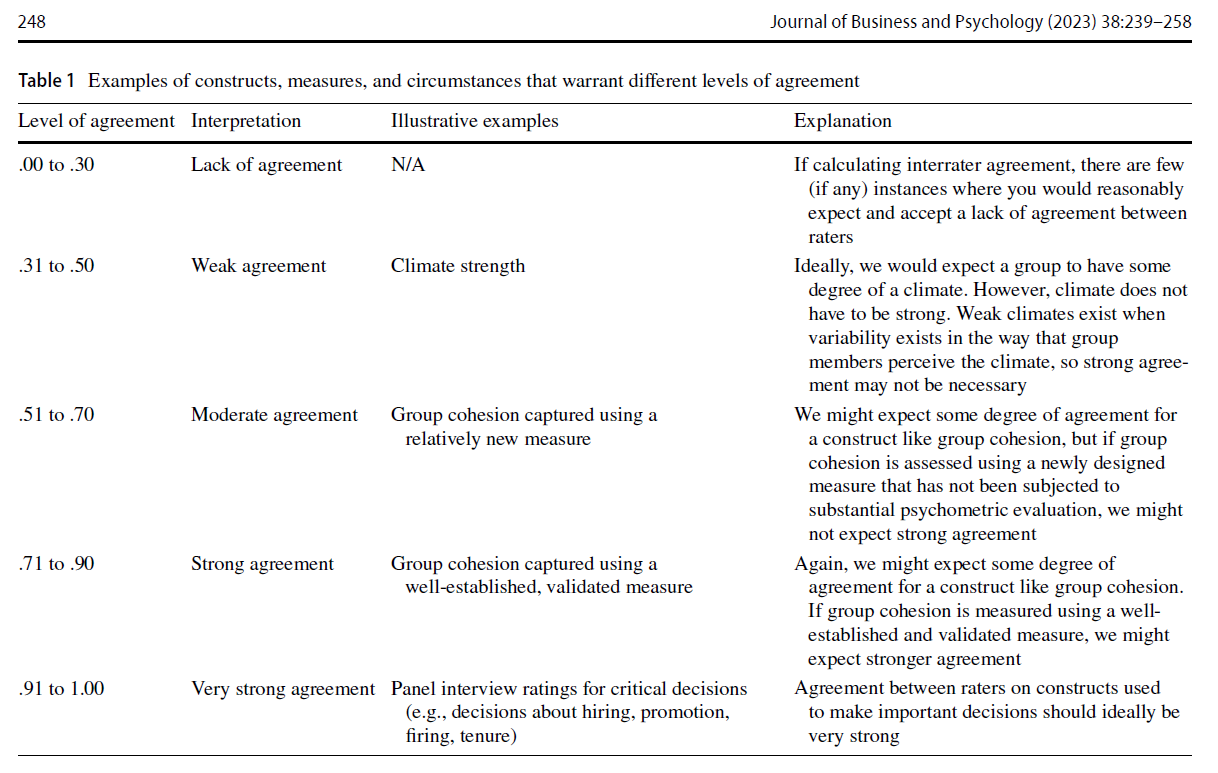 248
Journal of Business and Psychology (2023) 38:239–258
Table 1 Examples of constructs, measures, and circumstances that warrant different levels of agreement
Level of agreement Interpretation Illustrative examples Explanation
.00 to .30 Lack of agreement N/A If calculating interrater agreement, there are few
(if any) instances where you would reasonably
expect and accept a lack of agreement between
raters
.31 to .50 Weak agreement Climate strength Ideally, we would expect a group to have some
degree of a climate. However, climate does not
have to be strong. Weak climates exist when
variability exists in the way that group
members perceive the climate, so strong agree-
ment may not be necessary
.51 to .70 Moderate agreement Group cohesion captured using a We might expect some degree of agreement for
relatively new measure a construct like group cohesion, but if group
cohesion is assessed using a newly designed
measure that has not been subjected to
substantial psychometric evaluation, we might
not expect strong agreement
.71 to .90 Strong agreement Group cohesion captured using a Again, we might expect some degree of
well-established, validated measure agreement for a construct like group cohesion.
If group cohesion is measured using a well-
established and validated measure, we might
expect stronger agreement
.91 to 1.00 Very strong agreement Panel interview ratings for critical decisions Agreement between raters on constructs used
(e.g., decisions about hiring, promotion, to make important decisions should ideally be
firing, tenure) very strong